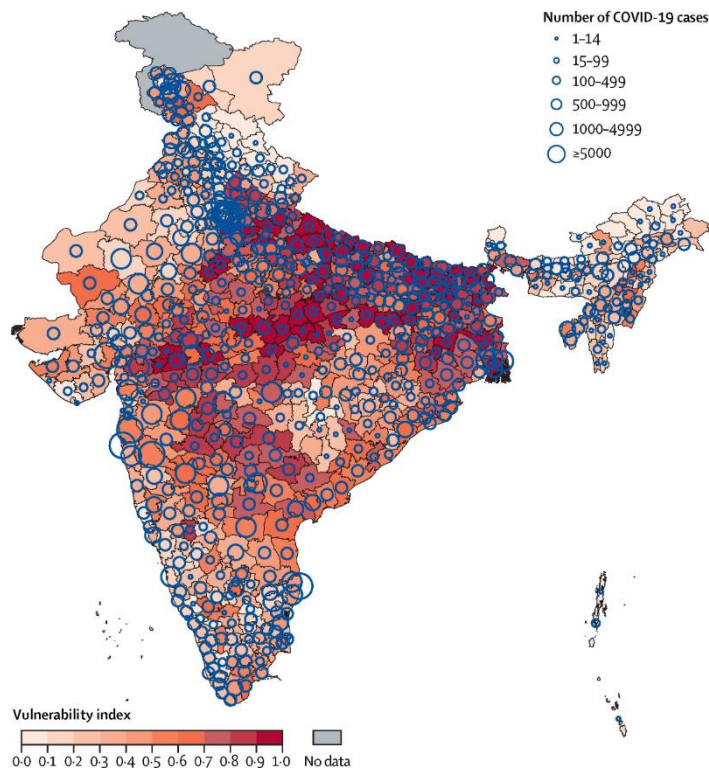 Number of COVID-19 cases
1–14
15–99
100–499
500–999
1000–4999
≥5000
Vulnerability index
0·0 0·1 0·2 0·3 0·4 0·5 0·6 0·7 0·8 0·9 1·0
No data